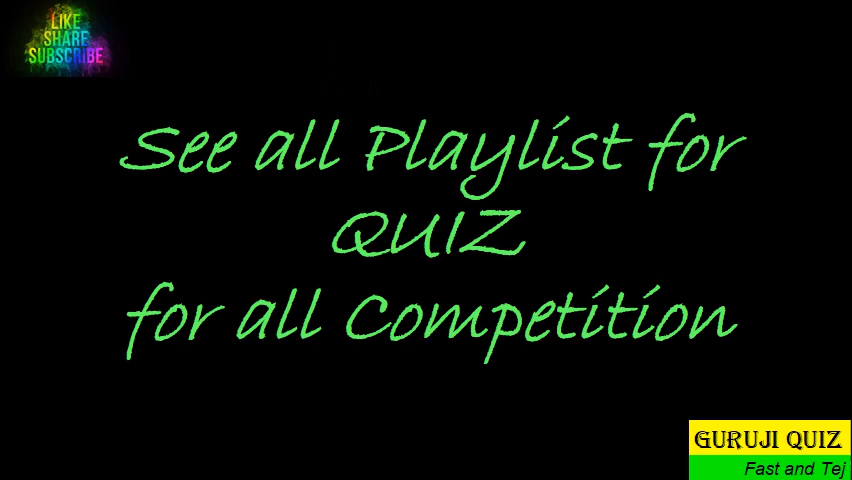 LIKE
SHARE
SUBSCRIBE
See all Playlist for
QUIZ
for all Competition
GURUJI QUIZ
Fast and Tej